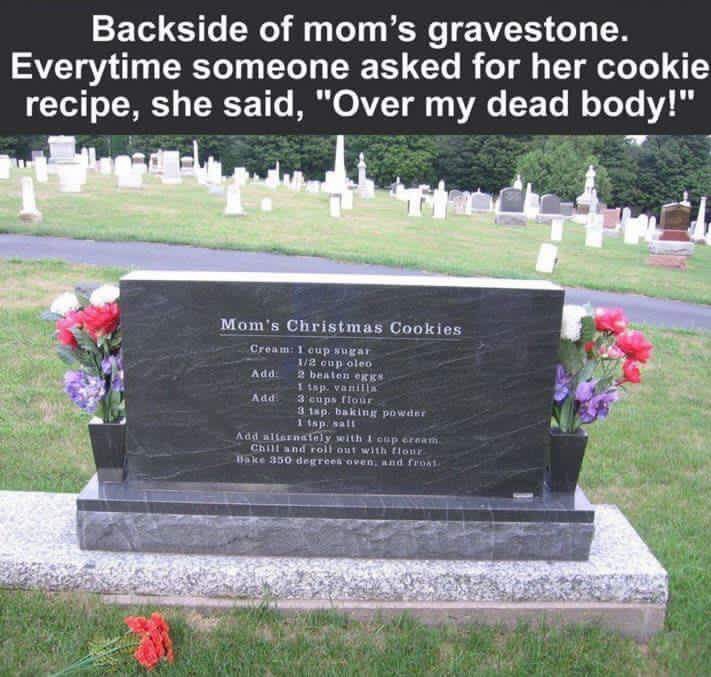 Backside of mom's gravestone.
Everytime someone asked for her cookie
recipe, she said, "Over my dead body!"
Mom's Christmas Cookies
Cream: 1 cup sugar
1/2 cup oleo
Add: 2 beaten eggs
1 tsp. vanilla
Add 3 cups flour
3 tsp. baking powder
1 tsp. salt
Add alternately with 1 cup cream
Chill and roll out with flour
Bake 350 degrees oven, and frost.